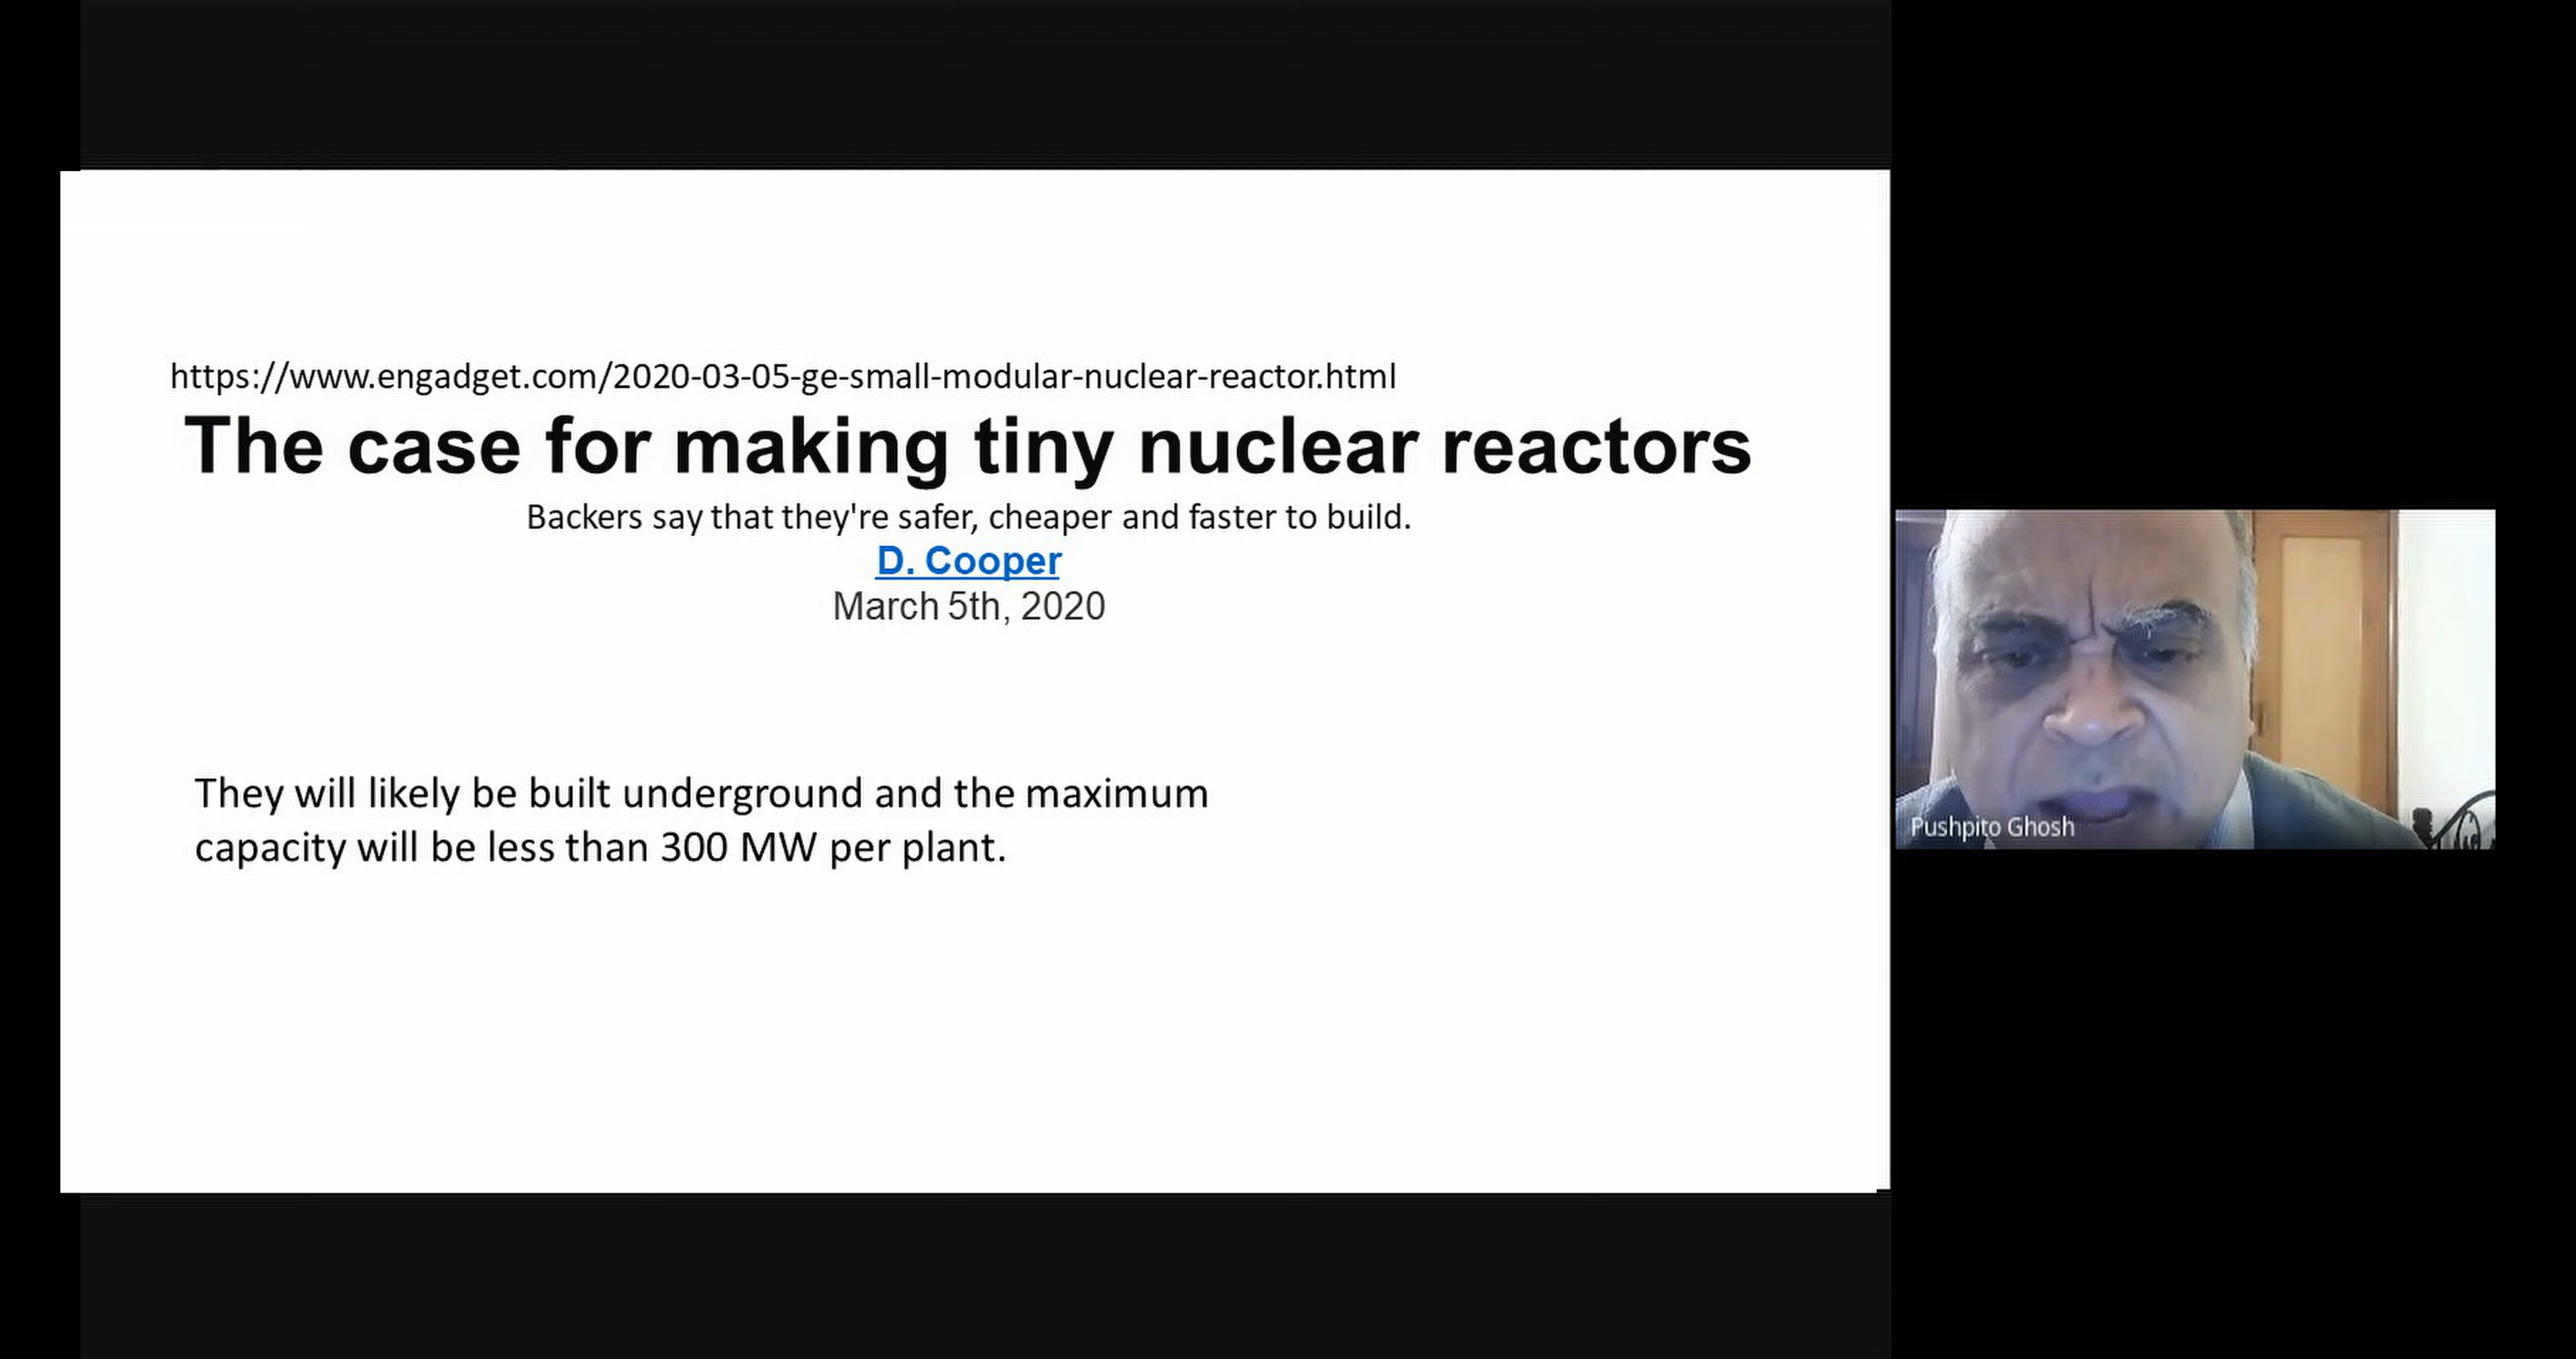 https://www.engadget.com/2020-03-05-ge-small-modular-nuclear-reactor.html
The case for making tiny nuclear reactors
Backers say that they're safer, cheaper and faster to build.
D. Cooper
March 5th, 2020
They will likely be built underground and the maximum
capacity will be less than 300 MW per plant.
Pushpito Ghosh